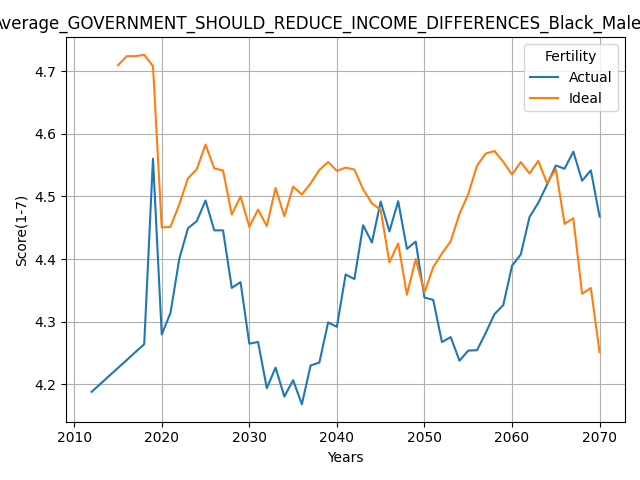 Average_GOVERNMENT_SHOULD_REDUCE_INCOME_DIFFERENCES_Black_Male
Fertility
Actual
Ideal
4.7
4.6
4.5
4.4
4.3
4.2
Score(1-7)
2010 2020 2030 2040 2050 2060 2070
Years